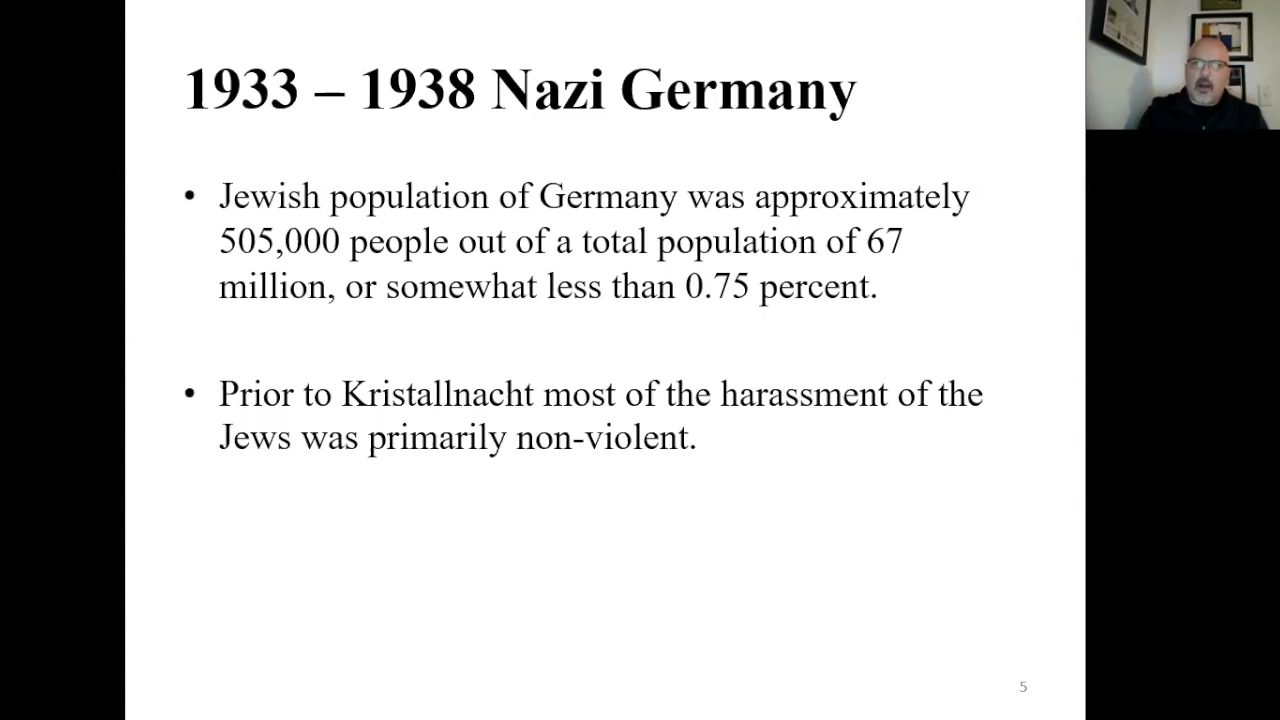 1933 – 1938 Nazi Germany
• Jewish population of Germany was approximately
505,000 people out of a total population of 67
million, or somewhat less than 0.75 percent.
• Prior to Kristallnacht most of the harassment of the
Jews was primarily non-violent.
5